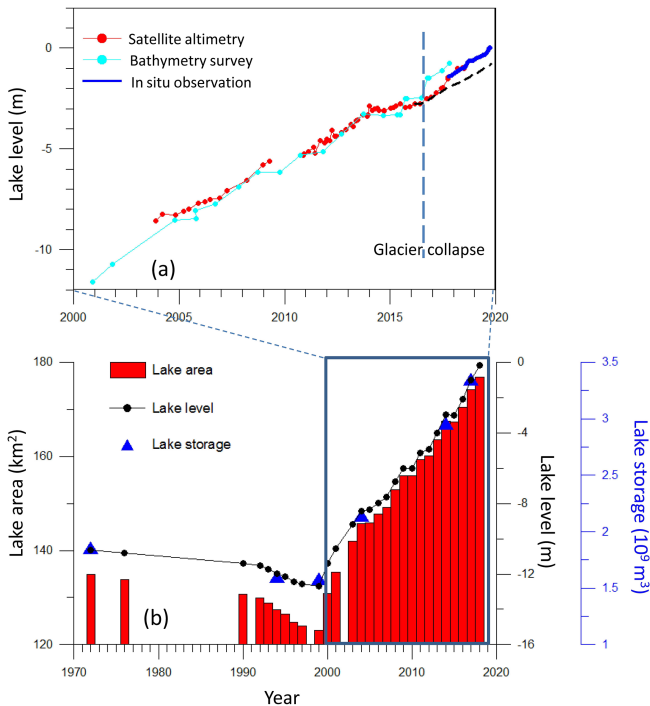 0
Satellite altimetry
Bathymetry survey
In situ observation
Lake level (m)
-5
-10
Glacier collapse
(a)
2000 2005 2010 2015 2020
180 0 3.5
Lake area
3
-4
Lake level
160 2.5
Lake storage
Lake area (km2)
Lake level (m)
Lake storage (10⁹ m³)
-8
2
140
-12 1.5
(b)
120 -16 1
1970 1980 1990 2000 2010 2020
Year